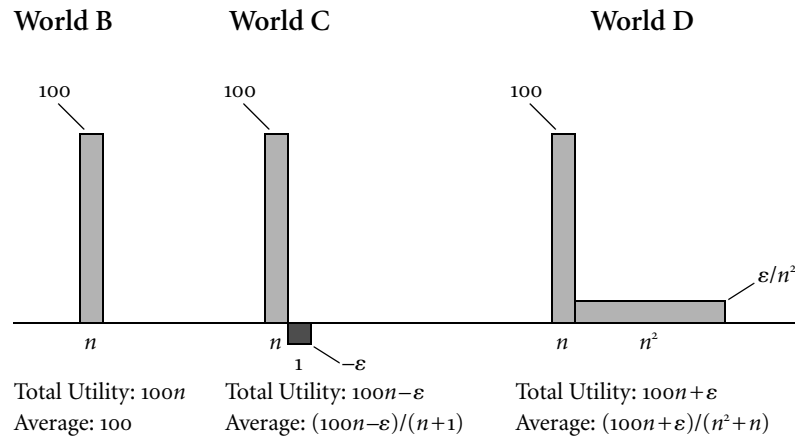 World B
World C
World D
100
100
100
ε/n²
n
n
1
−ε
n
n²
Total Utility: 100n
Average: 100
Total Utility: 100n−ε
Average: (100n−ε)/(n+1)
Total Utility: 100n+ε
Average: (100n+ε)/(n²+n)